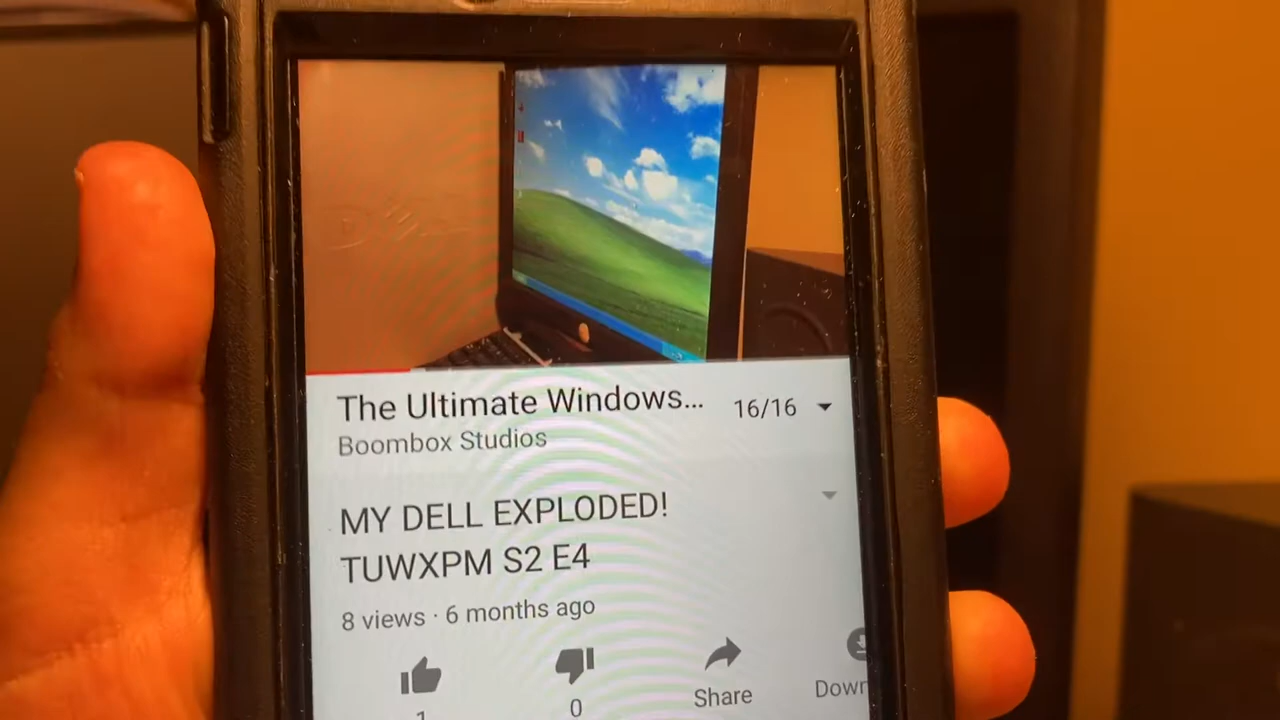 The Ultimate Windows... 16/16
Boombox Studios
MY DELL EXPLODED!
TUWXPM S2 E4
8 views · 6 months ago
1 0 Share Down